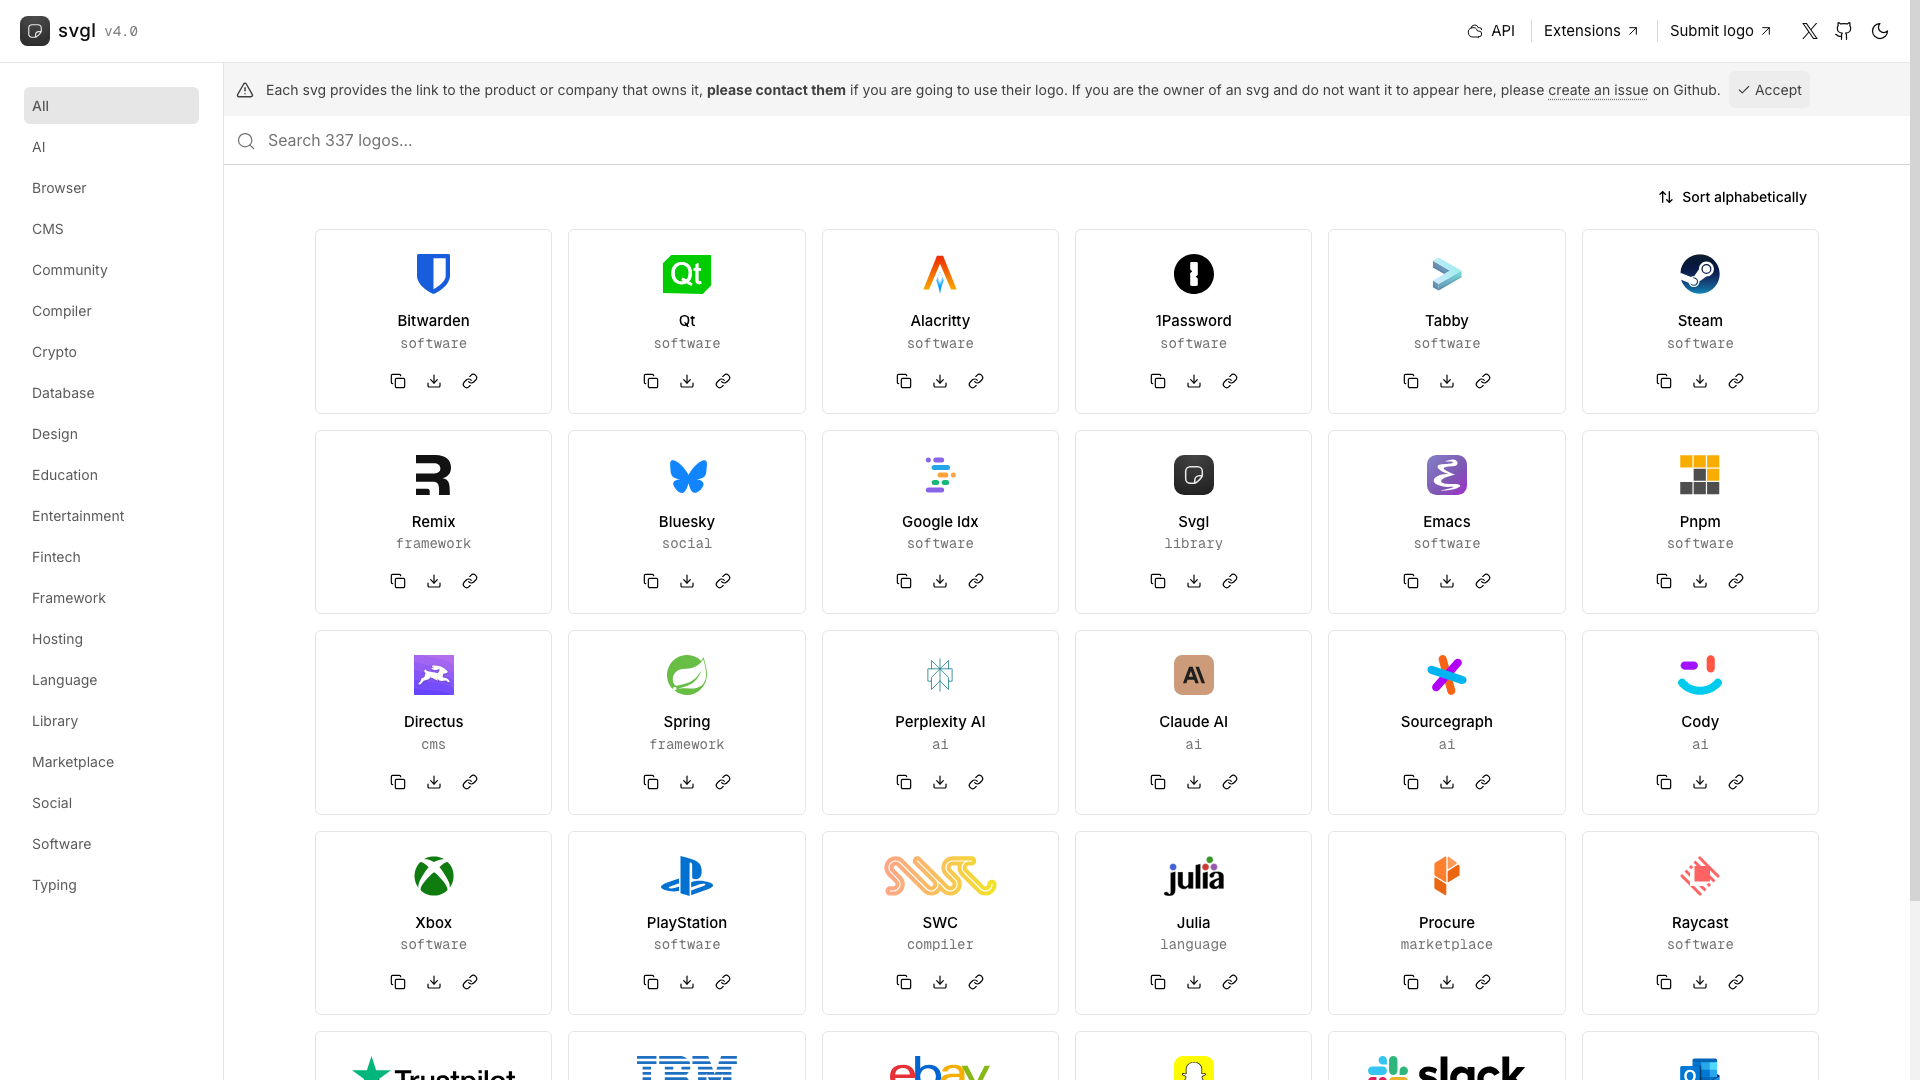 svgl v4.0
API
Extensions
Submit logo
All
AI
Browser
CMS
Community
Compiler
Crypto
Database
Design
Education
Entertainment
Fintech
Framework
Hosting
Language
Library
Marketplace
Social
Software
Typing
Each svg provides the link to the product or company that owns it, please contact them if you are going to use their logo. If you are the owner of an svg and do not want it to appear here, please create an issue on Github.
Accept
Search 337 logos...
Sort alphabetically
Bitwarden
software
Qt
Qt
software
Alacritty
software
1Password
software
Tabby
software
Steam
software
Remix
framework
Bluesky
social
Google Idx
software
Svgl
library
Emacs
software
Pnpm
software
Directus
cms
Spring
framework
Perplexity AI
ai
A\
Claude AI
ai
Sourcegraph
ai
Cody
ai
Xbox
software
PlayStation
software
SWC
SWC
compiler
julia
Julia
language
Procure
marketplace
Raycast
software
Trustpilot
IBM
ebay
slack